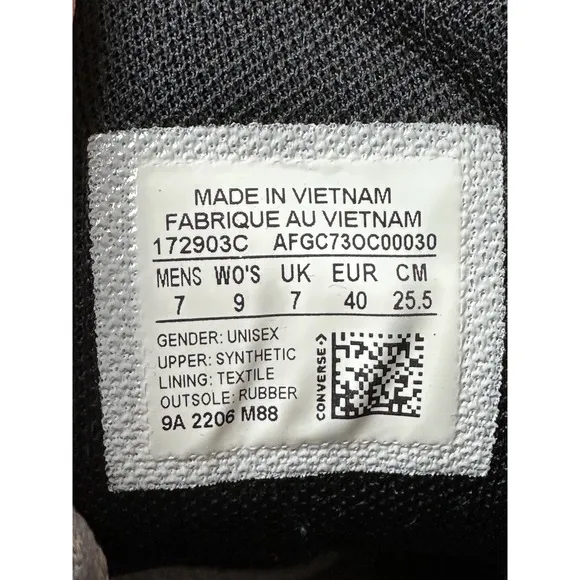 MADE IN VIETNAM
FABRIQUE AU VIETNAM
172903C AFGC73OC00030
MENS WO'S UK EUR CM
7 9 7 40 25.5
GENDER: UNISEX
UPPER: SYNTHETIC
LINING: TEXTILE
OUTSOLE: RUBBER
9A 2206 M88
CONVERSE